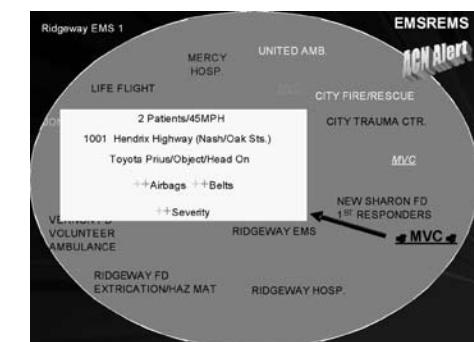 Ridgeway EMS 1
EMSREMS
ACN Alert
UNITED AMB.
MERCY
HOSP.
LIFE FLIGHT
CITY FIRE/RESCUE
CITY TRAUMA CTR.
2 Patients/45MPH
1001 Hendrix Highway (Nash/Oak Sts.)
Toyota Prius/Object/Head On
++Airbags ++Belts
++Severity
MVC
NEW SHARON FD
1ST RESPONDERS
MVC
VOLUNTEER
AMBULANCE
RIDGEWAY EMS
RIDGEWAY FD
EXTRICATION/HAZ MAT
RIDGEWAY HOSP.